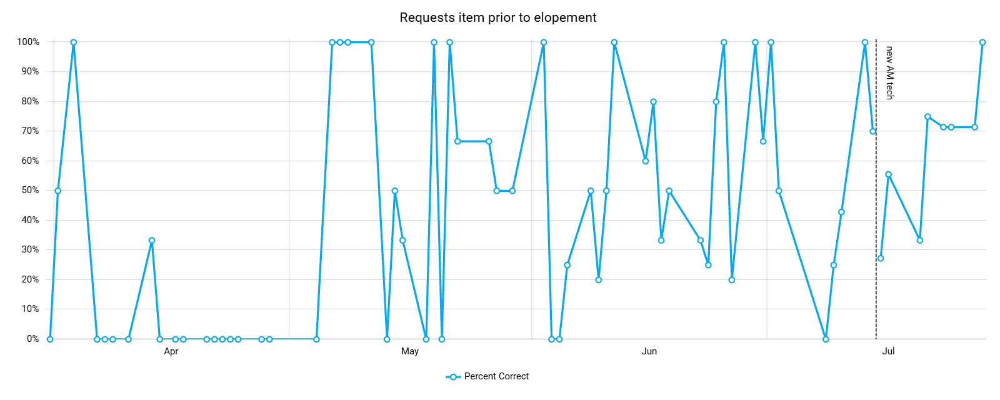 Requests item prior to elopement
100%
90%
80%
70%
60%
50%
40%
30%
20%
10%
0%
new AM tech
Apr
May
Jun
Jul
Percent Correct